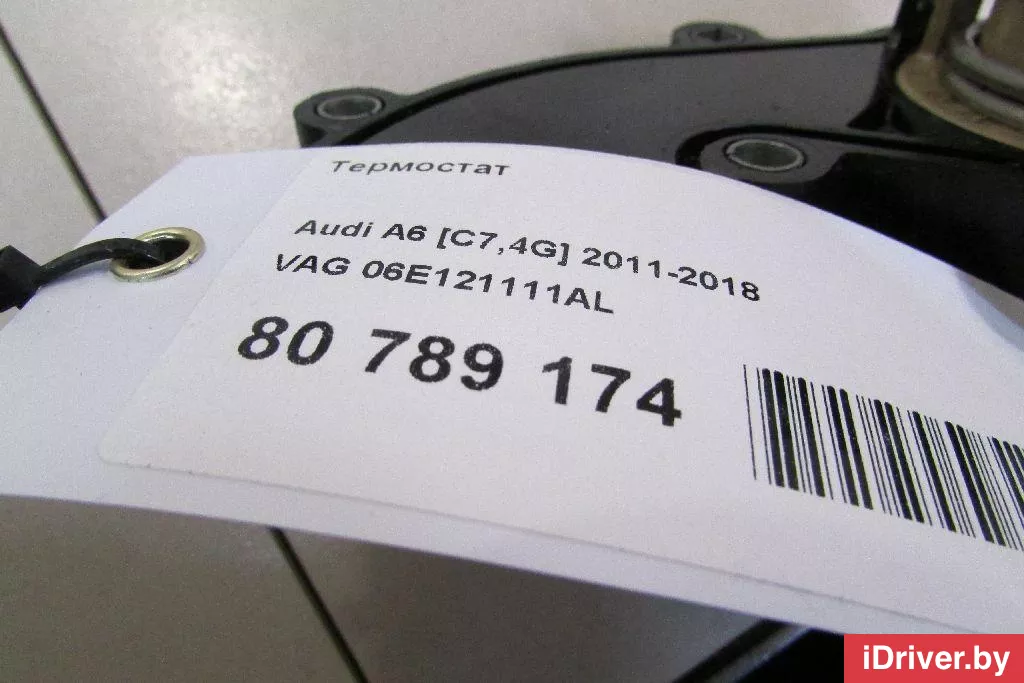 Термостат
Audi A6 [C7,4G] 2011-2018
VAG 06E121111AL
80 789 174
iDriver.by